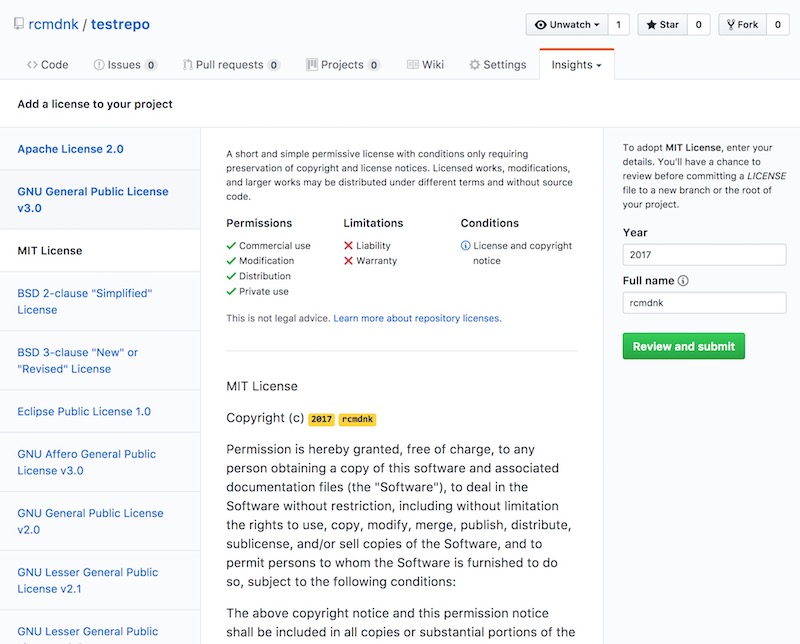 rcmdnk / testrepo
Unwatch 1 Star 0 Fork 0
Code Issues 0 Pull requests 0 Projects 0 Wiki Settings Insights
Add a license to your project
Apache License 2.0
GNU General Public License
v3.0
MIT License
BSD 2-clause "Simplified"
License
BSD 3-clause "New" or
"Revised" License
Eclipse Public License 1.0
GNU Affero General Public
License v3.0
GNU General Public License
v2.0
GNU Lesser General Public
License v2.1
GNU Lesser General Public
A short and simple permissive license with conditions only requiring
preservation of copyright and license notices. Licensed works, modifications,
and larger works may be distributed under different terms and without source
code.
Permissions
Commercial use
Modification
Distribution
Private use
Limitations
Liability
Warranty
Conditions
License and copyright
notice
This is not legal advice. Learn more about repository licenses.
MIT License
Copyright (c) 2017 rcmdnk
Permission is hereby granted, free of charge, to any
person obtaining a copy of this software and associated
documentation files (the "Software"), to deal in the
Software without restriction, including without limitation
the rights to use, copy, modify, merge, publish, distribute,
sublicense, and/or sell copies of the Software, and to
permit persons to whom the Software is furnished to do
so, subject to the following conditions:
The above copyright notice and this permission notice
shall be included in all copies or substantial portions of the
To adopt MIT License, enter your
details. You'll have a chance to
review before committing a LICENSE
file to a new branch or the root of
your project.
Year
2017
Full name
rcmdnk
Review and submit